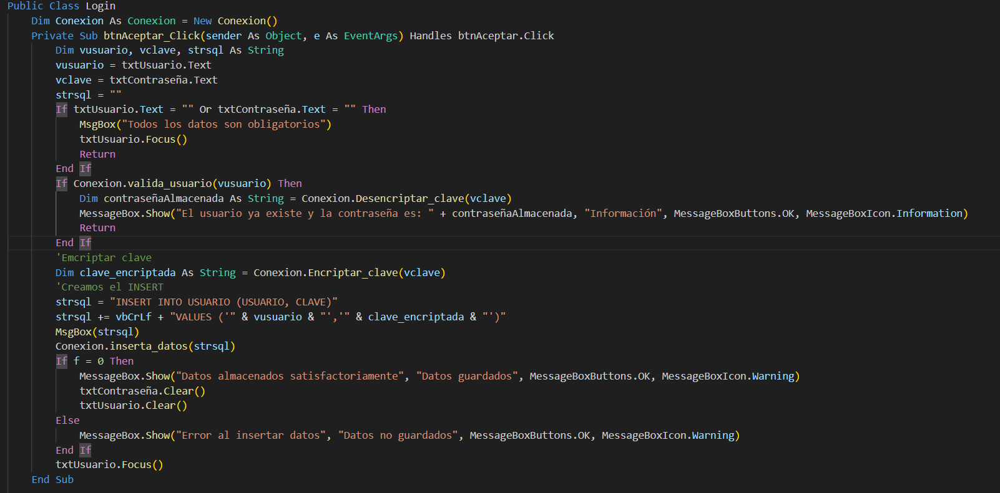 Public Class Login
Dim Conexion As Conexion = New Conexion()
Private Sub btnAceptar_Click(sender As Object, e As EventArgs) Handles btnAceptar.Click
Dim vusuario, vclave, strsql As String
vusuario = txtUsuario.Text
vclave = txtContraseña.Text
strsql = ""
If txtUsuario.Text = "" Or txtContraseña.Text = "" Then
MsgBox("Todos los datos son obligatorios")
txtUsuario.Focus()
Return
End If
If Conexion.valida_usuario(vusuario) Then
Dim contraseñaAlmacenada As String = Conexion.Desencriptar_clave(vclave)
MessageBox.Show("El usuario ya existe y la contraseña es: " + contraseñaAlmacenada, "Información", MessageBoxButtons.OK, MessageBoxIcon.Information)
Return
End If
'Emcriptar clave
Dim clave_encriptada As String = Conexion.Encriptar_clave(vclave)
'Creamos el INSERT
strsql = "INSERT INTO USUARIO (USUARIO, CLAVE)"
strsql += vbCrLf + "VALUES ('" & vusuario & "','" & clave_encriptada & "')"
MsgBox(strsql)
Conexion.inserta_datos(strsql)
If f = 0 Then
MessageBox.Show("Datos almacenados satisfactoriamente", "Datos guardados", MessageBoxButtons.OK, MessageBoxIcon.Warning)
txtContraseña.Clear()
txtUsuario.Clear()
Else
MessageBox.Show("Error al insertar datos", "Datos no guardados", MessageBoxButtons.OK, MessageBoxIcon.Warning)
End If
txtUsuario.Focus()
End Sub